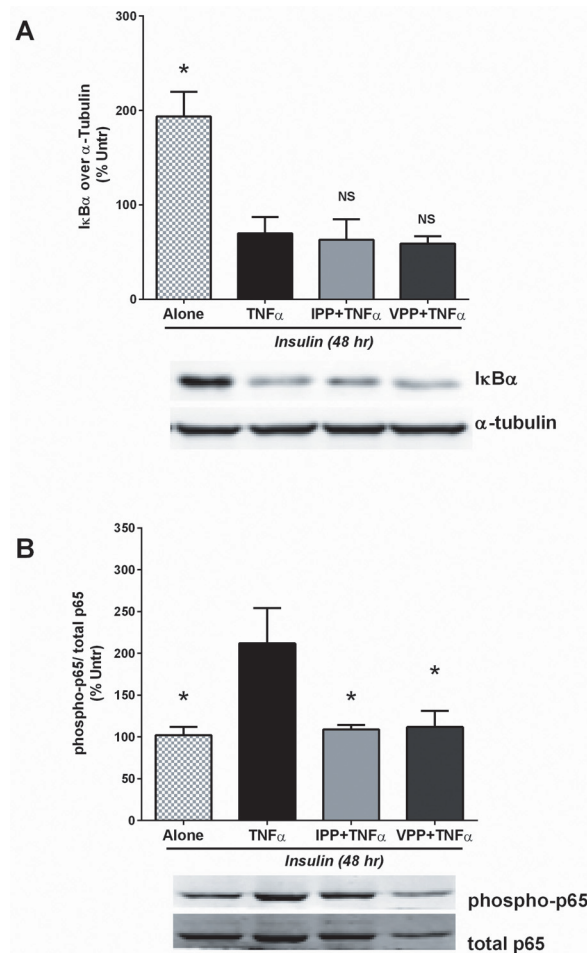 A
IκBα over α-Tubulin
(% Untr)
300
200
100
0
*
NS
NS
Alone TNFα IPP+TNFα VPP+TNFα
Insulin (48 hr)
IκBα
α-tubulin
B
phospho-p65/ total p65
(% Untr)
350
300
250
200
150
100
50
0
*
*
*
Alone TNFα IPP+TNFα VPP+TNFα
Insulin (48 hr)
phospho-p65
total p65